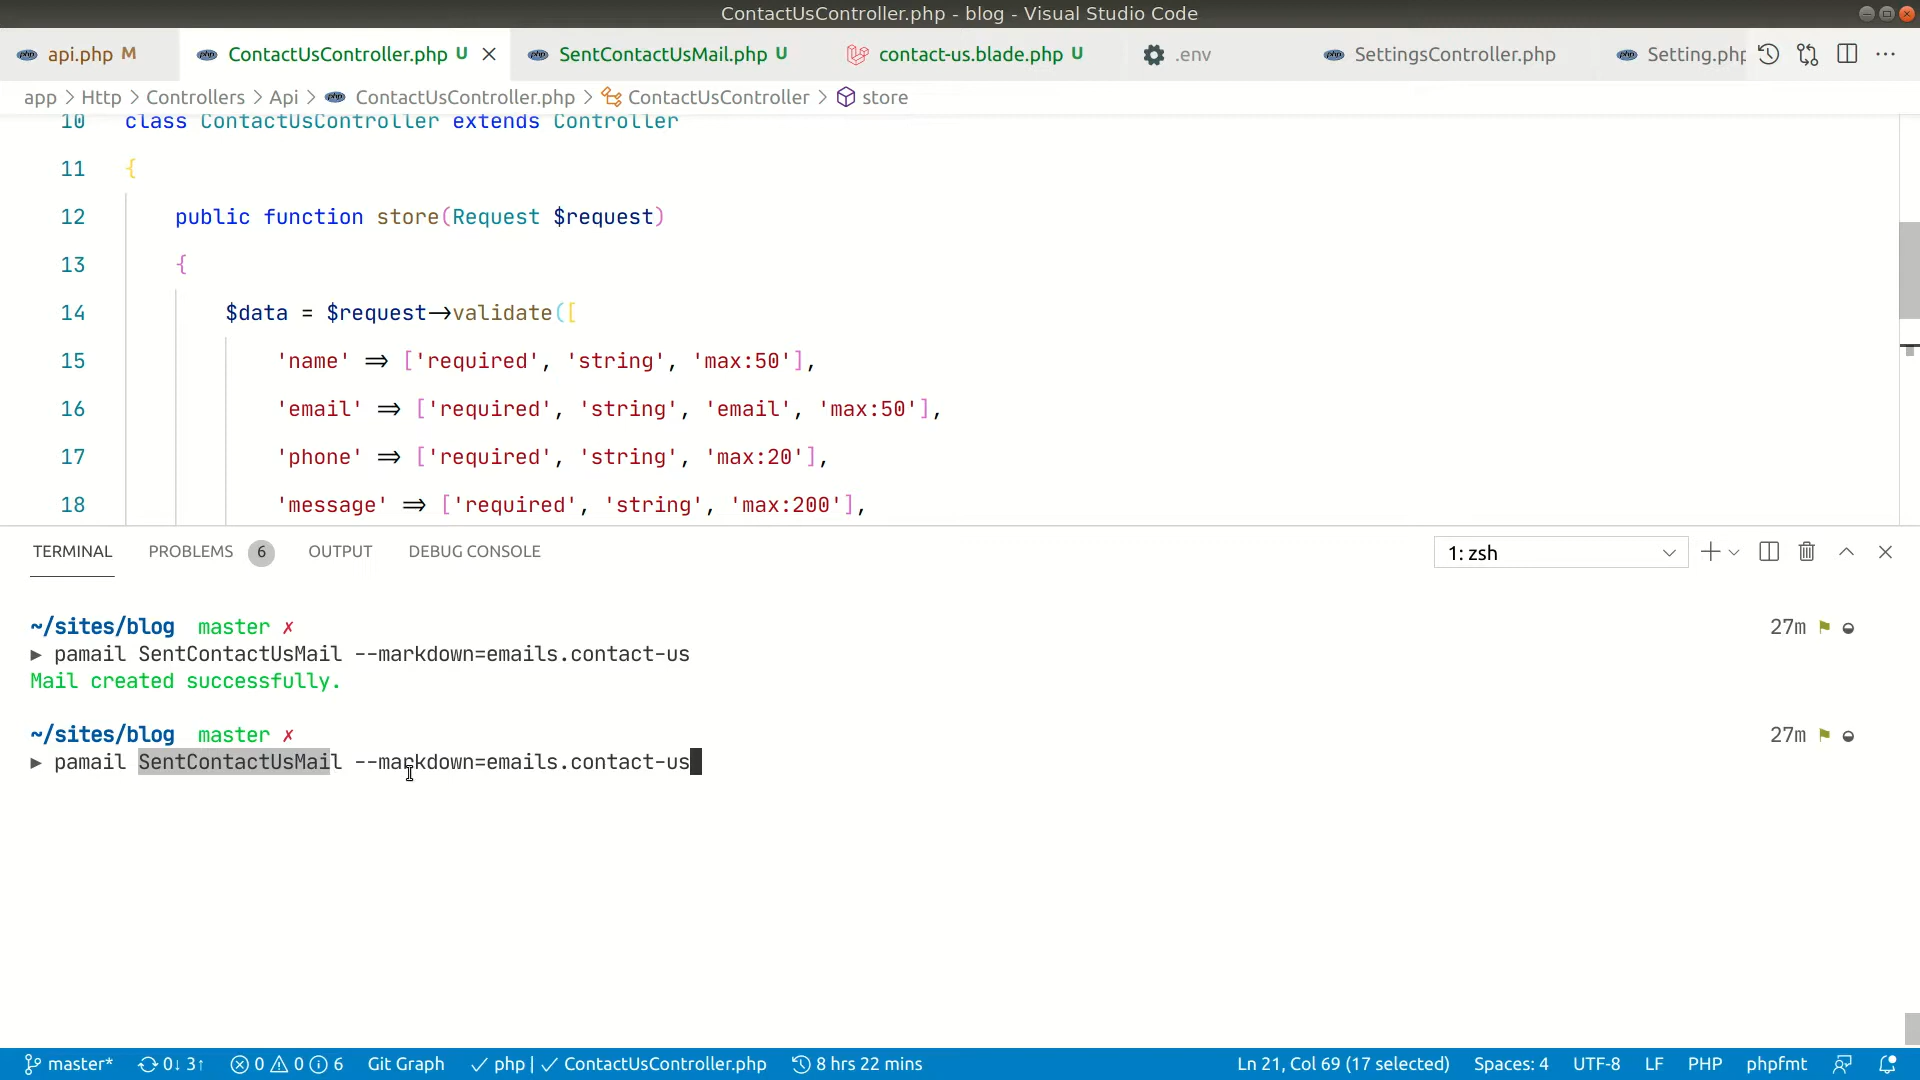 ContactUsController.php - blog - Visual Studio Code
api.php M
ContactUsController.php U
SentContactUsMail.php U
contact-us.blade.php U
.env
SettingsController.php
Setting.php
app > Http > Controllers > Api > ContactUsController.php > ContactUsController > store
10 class ContactUsController extends Controller
11 {
12 public function store(Request $request)
13 {
14 $data = $request->validate([
15 'name' => ['required', 'string', 'max:50'],
16 'email' => ['required', 'string', 'email', 'max:50'],
17 'phone' => ['required', 'string', 'max:20'],
18 'message' => ['required', 'string', 'max:200'],
TERMINAL PROBLEMS 6 OUTPUT DEBUG CONSOLE 1: zsh
~/sites/blog master ✗ 27m
▶ pamail SentContactUsMail --markdown=emails.contact-us
Mail created successfully.
~/sites/blog master ✗ 27m
▶ pamail SentContactUsMail --markdown=emails.contact-us
master* 0↓ 3↑ 0 0 6 Git Graph ✓ php | ✓ ContactUsController.php 8 hrs 22 mins Ln 21, Col 69 (17 selected) Spaces: 4 UTF-8 LF PHP phpfmt